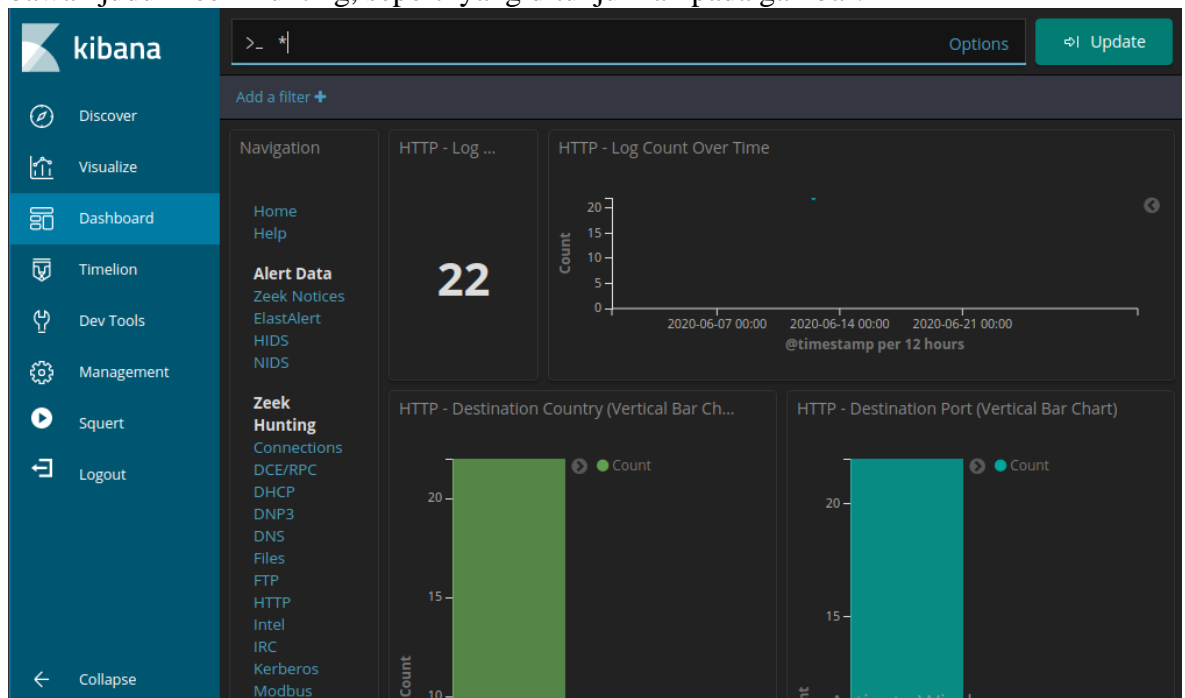 kibana
Discover
Visualize
Dashboard
Timelion
Dev Tools
Management
Squert
Logout
Collapse
>_ *
Options
Update
Add a filter +
Navigation
Home
Help
Alert Data
Zeek Notices
ElastAlert
HIDS
NIDS
Zeek
Hunting
Connections
DCE/RPC
DHCP
DNP3
DNS
Files
FTP
HTTP
Intel
IRC
Kerberos
Modbus
HTTP - Log ...
22
HTTP - Log Count Over Time
Count
20
15
10
5
0
2020-06-07 00:00 2020-06-14 00:00 2020-06-21 00:00
@timestamp per 12 hours
HTTP - Destination Country (Vertical Bar Ch...
Count
20
15
10
Count
HTTP - Destination Port (Vertical Bar Chart)
Count
20
15